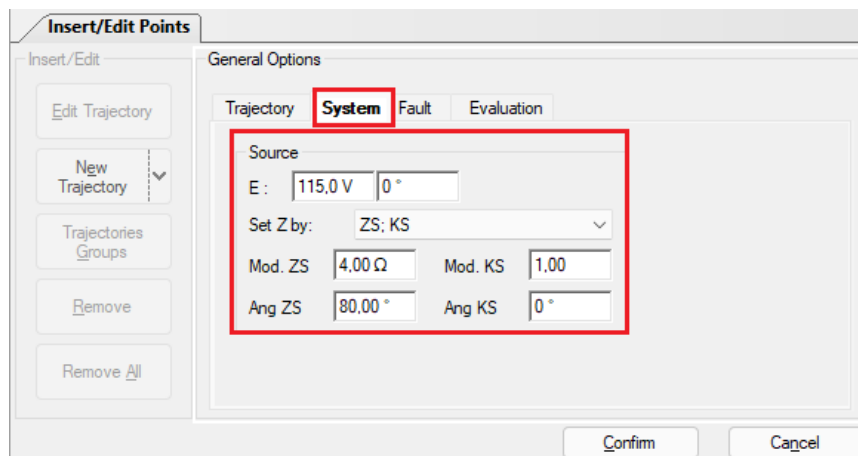 Insert/Edit Points
Insert/Edit
Edit Trajectory
New
Trajectory
Trajectories
Groups
Remove
Remove All
General Options
Trajectory System Fault Evaluation
Source
E : 115,0 V 0 °
Set Z by: ZS; KS
Mod. ZS 4,00 Ω Mod. KS 1,00
Ang ZS 80,00 ° Ang KS 0 °
Confirm Cancel